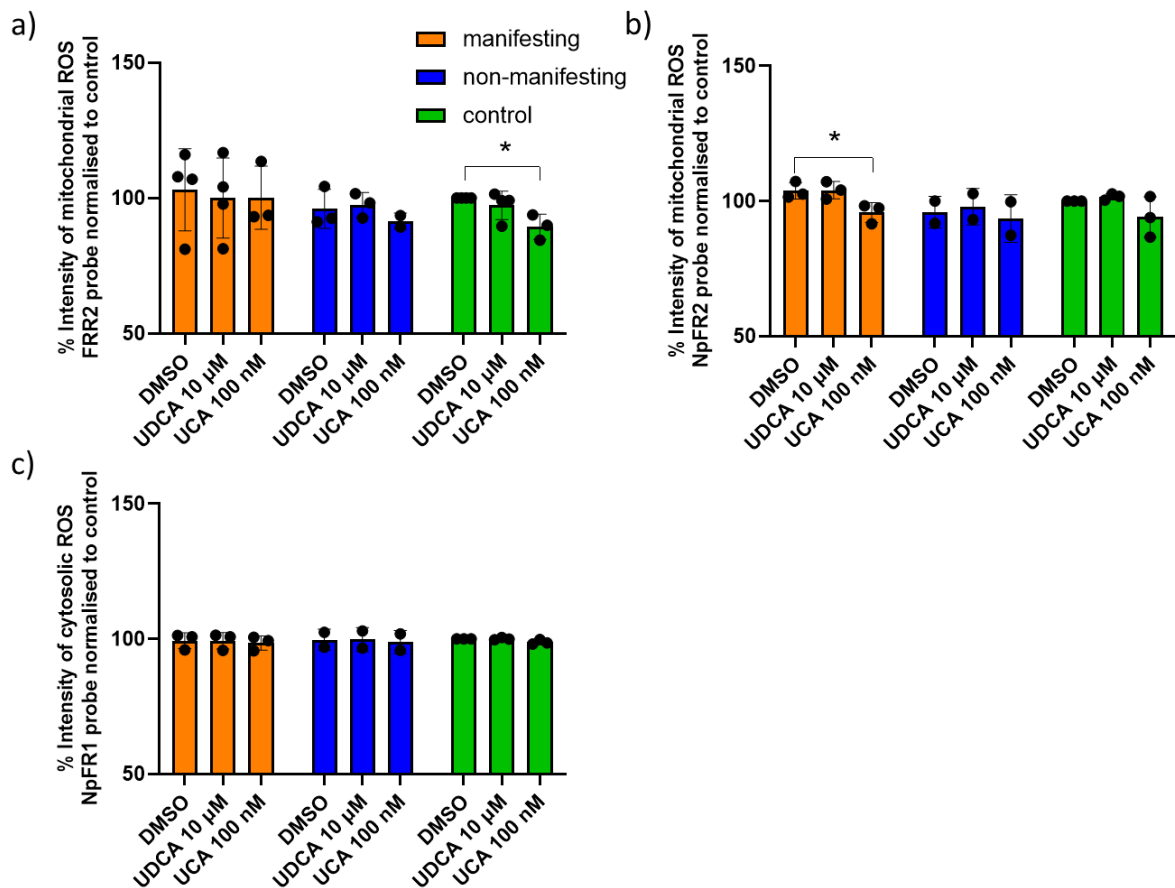 a)
% Intensity of mitochondrial ROS
FRR2 probe normalised to control
150
100
50
manifesting
non-manifesting
control
*
DMSO
UDCA 10 µM
UCA 100 nM
DMSO
UDCA 10 µM
UCA 100 nM
DMSO
UDCA 10 µM
UCA 100 nM
b)
% Intensity of mitochondrial ROS
NpFR2 probe normalised to control
150
100
50
*
DMSO
UDCA 10 µM
UCA 100 nM
DMSO
UDCA 10 µM
UCA 100 nM
DMSO
UDCA 10 µM
UCA 100 nM
c)
% Intensity of cytosolic ROS
NpFR1 probe normalised to control
150
100
50
DMSO
UDCA 10 µM
UCA 100 nM
DMSO
UDCA 10 µM
UCA 100 nM
DMSO
UDCA 10 µM
UCA 100 nM